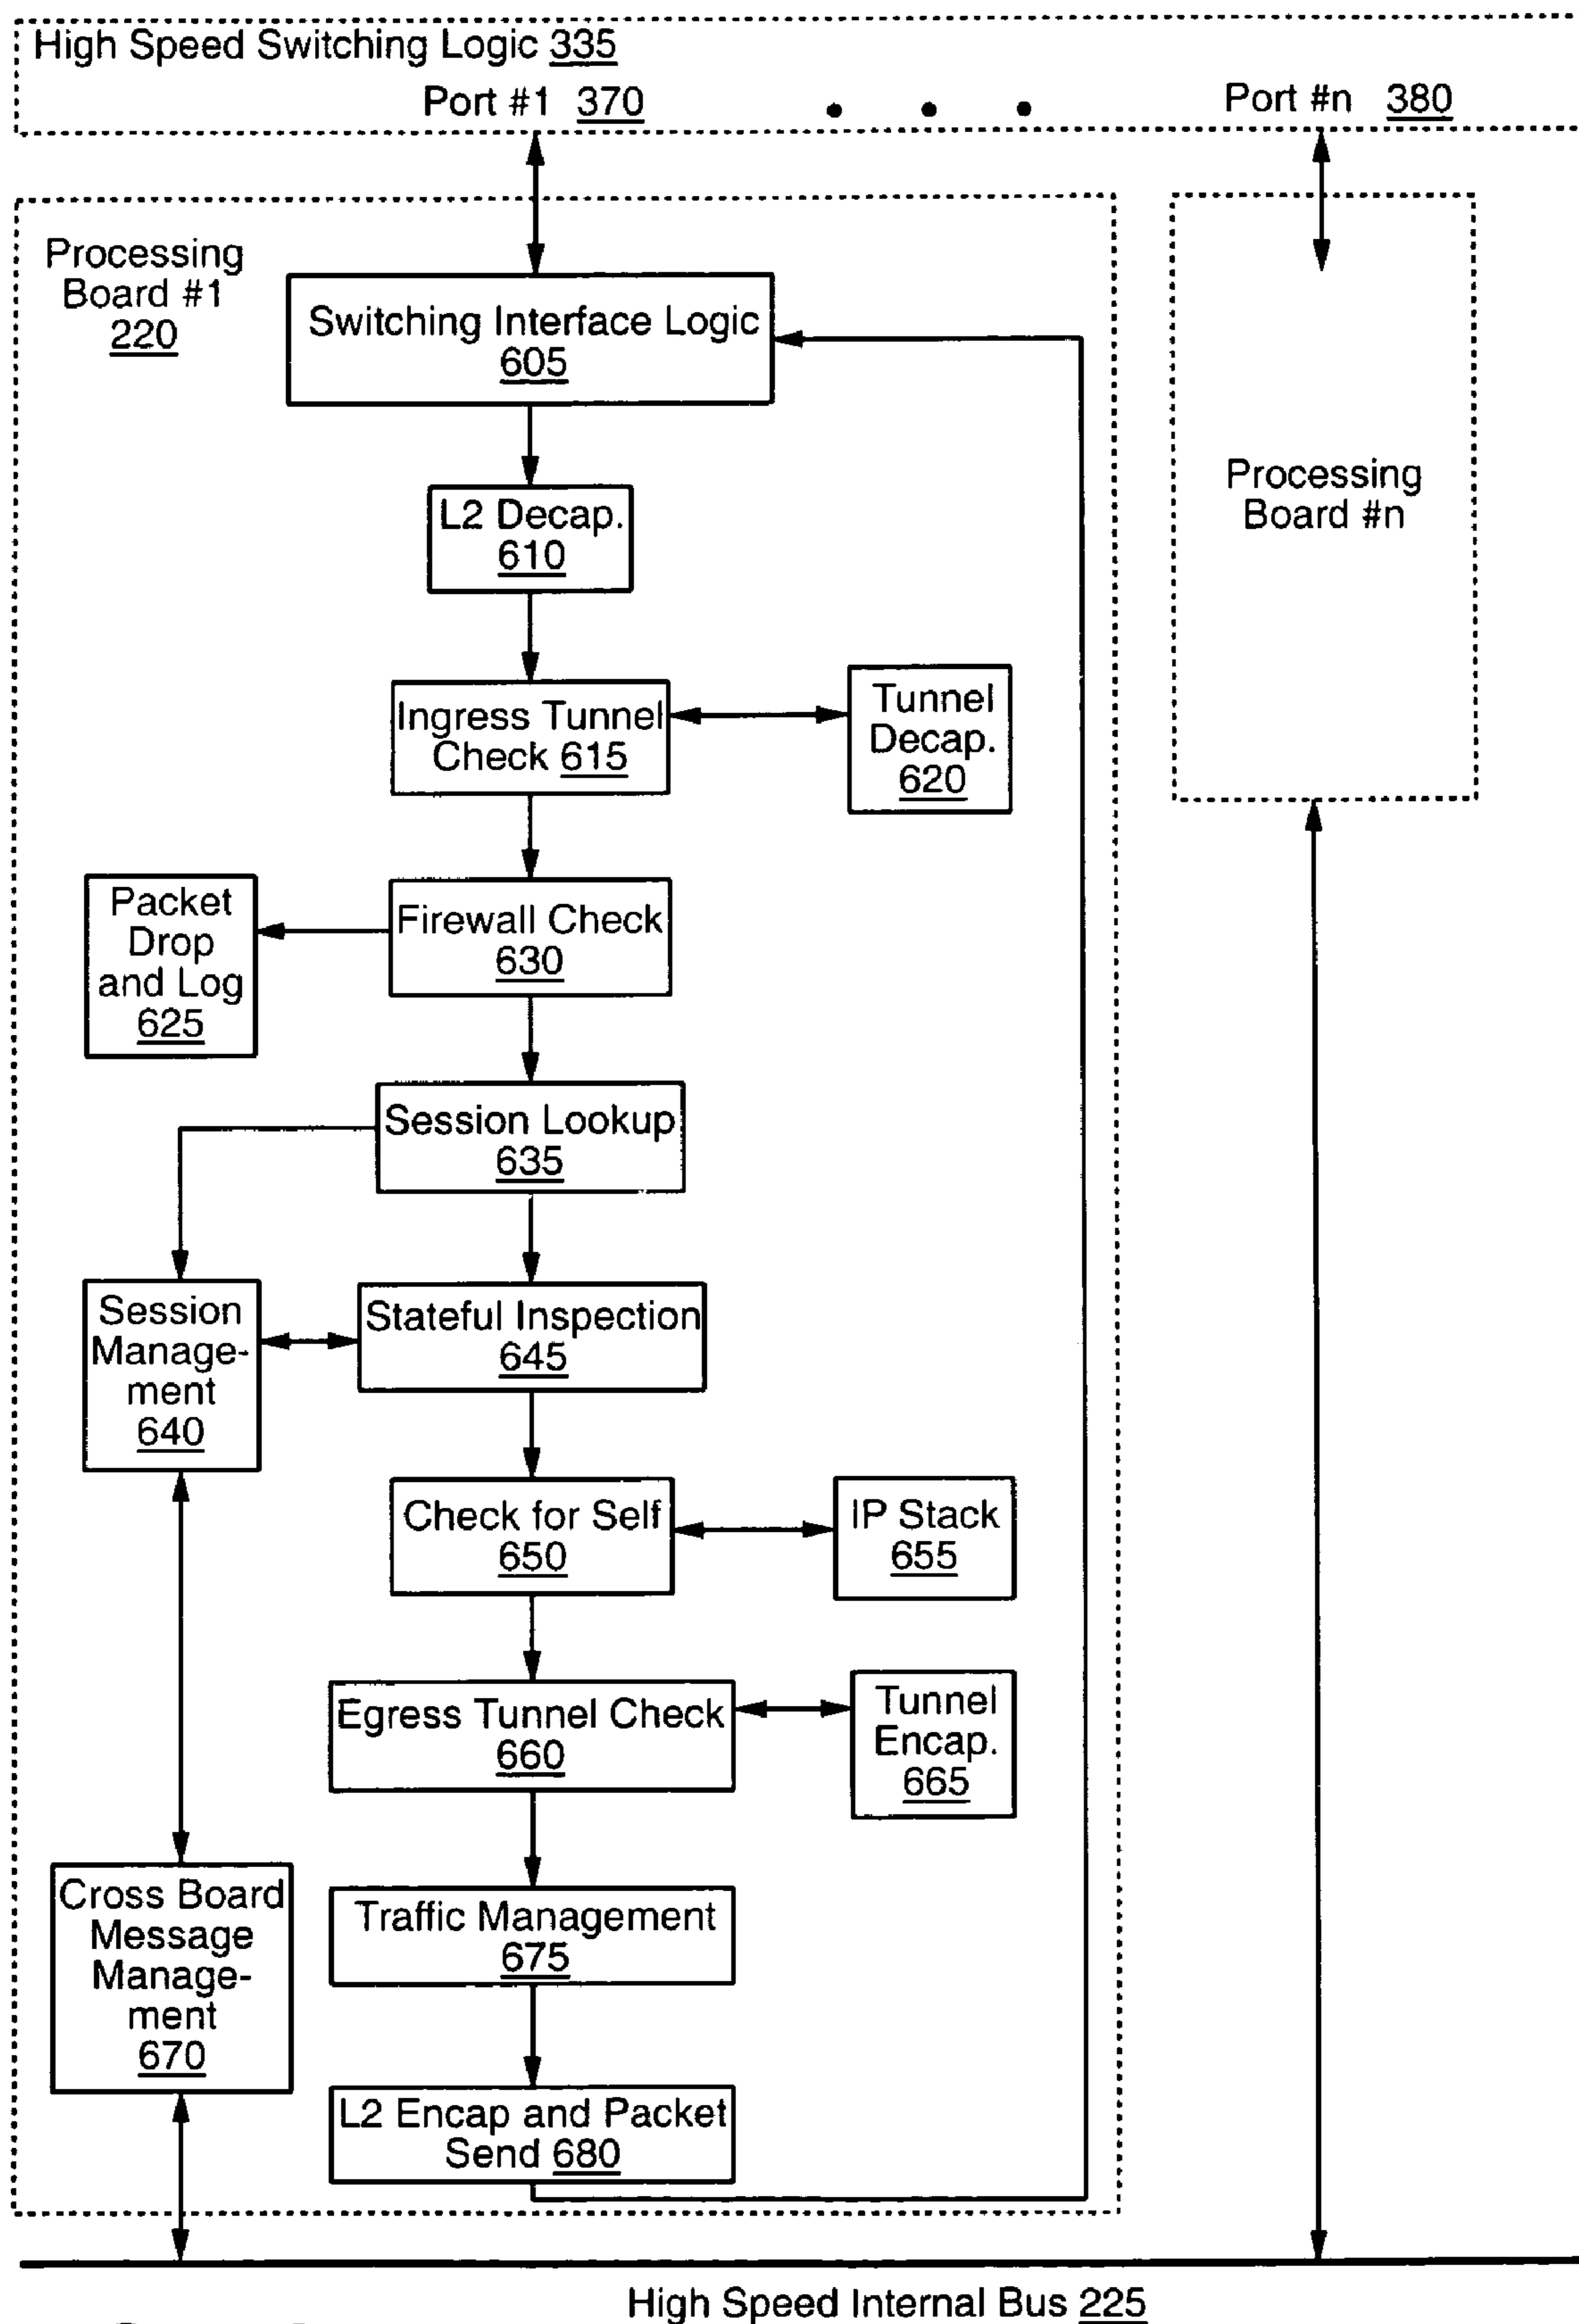 High Speed Switching Logic 335
Port #1 370 • • • Port #n 380
Processing
Board #1
220
Switching Interface Logic
605
L2 Decap.
610
Ingress Tunnel
Check 615
Tunnel
Decap.
620
Processing
Board #n
Packet
Drop
and Log
625
Firewall Check
630
Session Lookup
635
Session
Manage-
ment
640
Stateful Inspection
645
Check for Self
650
IP Stack
655
Egress Tunnel Check
660
Tunnel
Encap.
665
Cross Board
Message
Manage-
ment
670
Traffic Management
675
L2 Encap and Packet
Send 680
High Speed Internal Bus 225